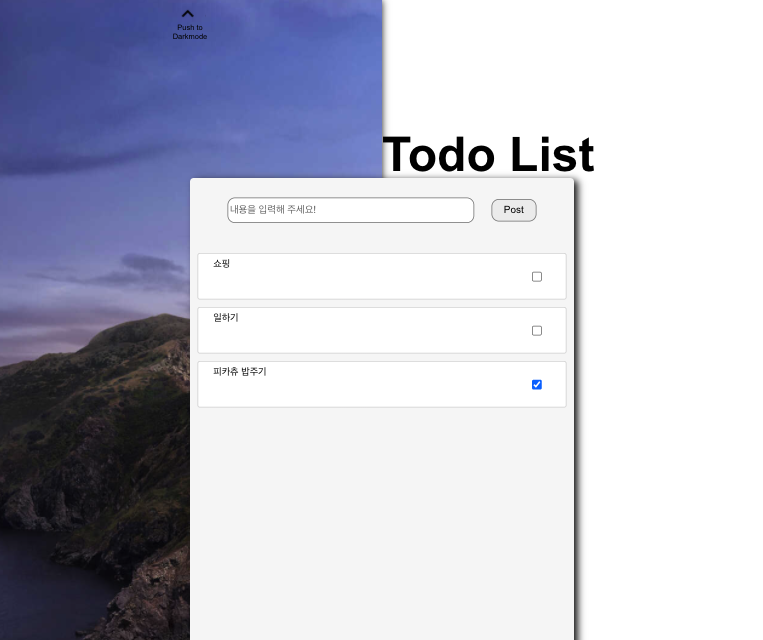 Push to
Darkmode
Todo List
내용을 입력해 주세요!
Post
쇼핑
일하기
피카츄 밥주기